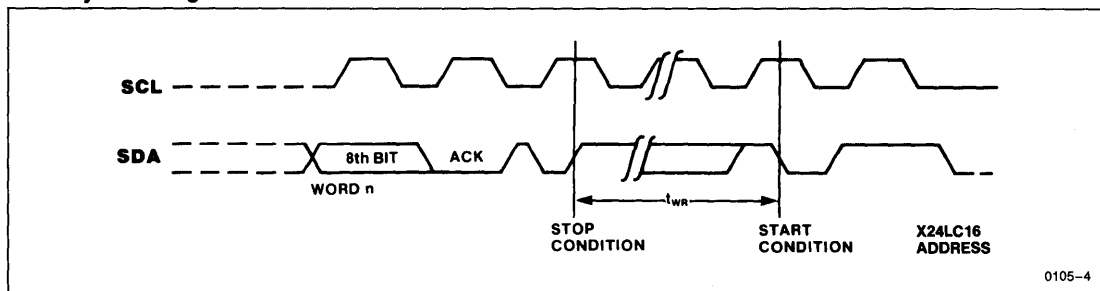 SCL
SDA
8th BIT
ACK
WORD n
tWR
STOP
CONDITION
START
CONDITION
X24LC16
ADDRESS
0105–4